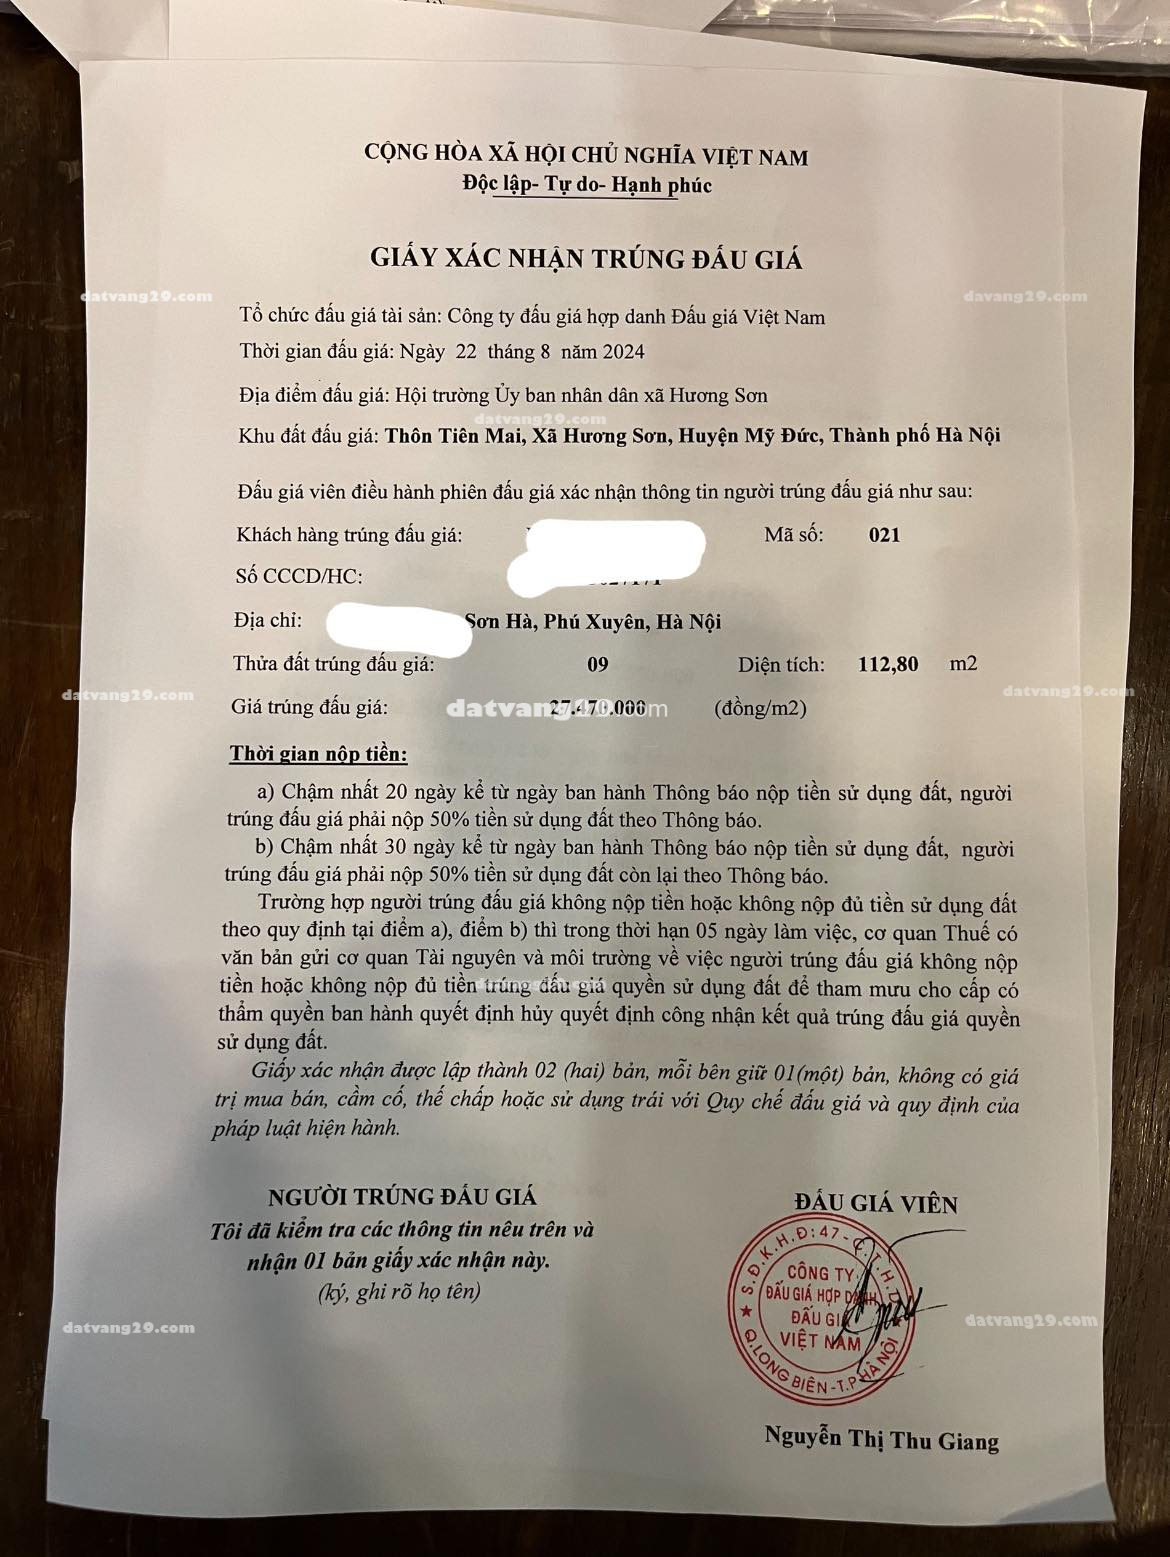 CỘNG HÒA XÃ HỘI CHỦ NGHĨA VIỆT NAM
Độc lập- Tự do- Hạnh phúc
GIẤY XÁC NHẬN TRÚNG ĐẤU GIÁ
datvang29.com
davang29.com
Tổ chức đấu giá tài sản: Công ty đấu giá hợp danh Đấu giá Việt Nam
Thời gian đấu giá: Ngày 22 tháng 8 năm 2024
Địa điểm đấu giá: Hội trường Ủy ban nhân dân xã Hương Sơn
datvang29.com
Khu đất đấu giá: Thôn Tiên Mai, Xã Hương Sơn, Huyện Mỹ Đức, Thành phố Hà Nội
Đấu giá viên điều hành phiên đấu giá xác nhận thông tin người trúng đấu giá như sau:
Khách hàng trúng đấu giá: Mã số: 021
Số CCCD/HC:
Địa chỉ: Sơn Hà, Phú Xuyên, Hà Nội
Thửa đất trúng đấu giá: 09 Diện tích: 112,80 m2
datvang29.com
datvang29.com
Giá trúng đấu giá: 27.470.000 (đồng/m2)
datvang29.com
Thời gian nộp tiền:
a) Chậm nhất 20 ngày kể từ ngày ban hành Thông báo nộp tiền sử dụng đất, người
trúng đấu giá phải nộp 50% tiền sử dụng đất theo Thông báo.
b) Chậm nhất 30 ngày kể từ ngày ban hành Thông báo nộp tiền sử dụng đất, người
trúng đấu giá phải nộp 50% tiền sử dụng đất còn lại theo Thông báo.
Trường hợp người trúng đấu giá không nộp tiền hoặc không nộp đủ tiền sử dụng đất
theo quy định tại điểm a), điểm b) thì trong thời hạn 05 ngày làm việc, cơ quan Thuế có
văn bản gửi cơ quan Tài nguyên và môi trường về việc người trúng đấu giá không nộp
tiền hoặc không nộp đủ tiền trúng đấu giá quyền sử dụng đất để tham mưu cho cấp có
datvang29.com
thẩm quyền ban hành quyết định hủy quyết định công nhận kết quả trúng đấu giá quyền
sử dụng đất.
Giấy xác nhận được lập thành 02 (hai) bản, mỗi bên giữ 01(một) bản, không có giá
trị mua bán, cầm cố, thế chấp hoặc sử dụng trái với Quy chế đấu giá và quy định của
pháp luật hiện hành.
NGƯỜI TRÚNG ĐẤU GIÁ
Tôi đã kiểm tra các thông tin nêu trên và
nhận 01 bản giấy xác nhận này.
(ký, ghi rõ họ tên)
datvang29.com
ĐẤU GIÁ VIÊN
S.Đ.K.H.Đ: 47 - C.T.H.D
CÔNG TY
ĐẤU GIÁ HỢP DANH
ĐẤU GIÁ
VIỆT NAM
Q.LONG BIÊN - T.P HÀ NỘI
datvang29.com
Nguyễn Thị Thu Giang